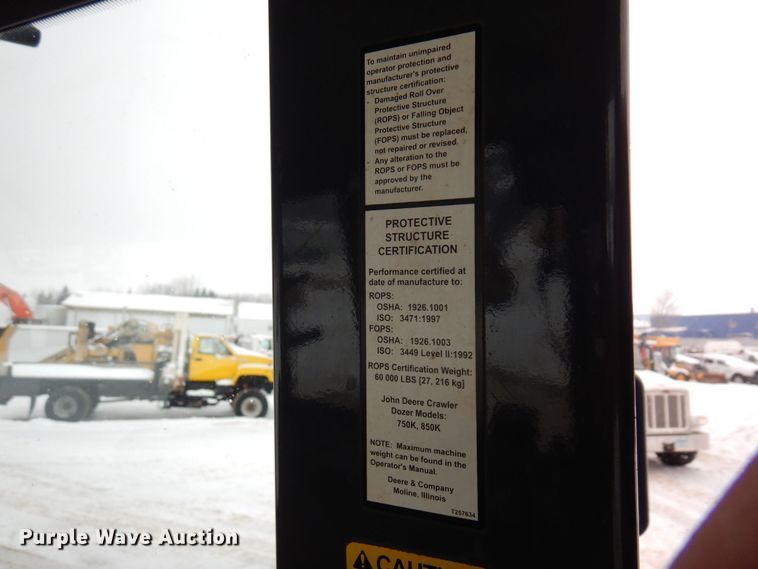 To maintain unimpaired
operator protection and
manufacturer's protective
structure certification:
- Damaged Roll Over
Protective Structure
(ROPS) or Falling Object
Protective Structure
(FOPS) must be replaced,
not repaired or revised.
- Any alteration to the
ROPS or FOPS must be
approved by the
manufacturer.
PROTECTIVE
STRUCTURE
CERTIFICATION
Performance certified at
date of manufacture to:
ROPS:
OSHA: 1926.1001
ISO: 3471:1997
FOPS:
OSHA: 1926.1003
ISO: 3449 Level II:1992
ROPS Certification Weight:
60 000 LBS [27, 216 kg]
John Deere Crawler
Dozer Models:
750K, 850K
NOTE: Maximum machine
weight can be found in the
Operator's Manual.
Deere & Company
Moline, Illinois
T257634
CAUTI
Purple Wave Auction